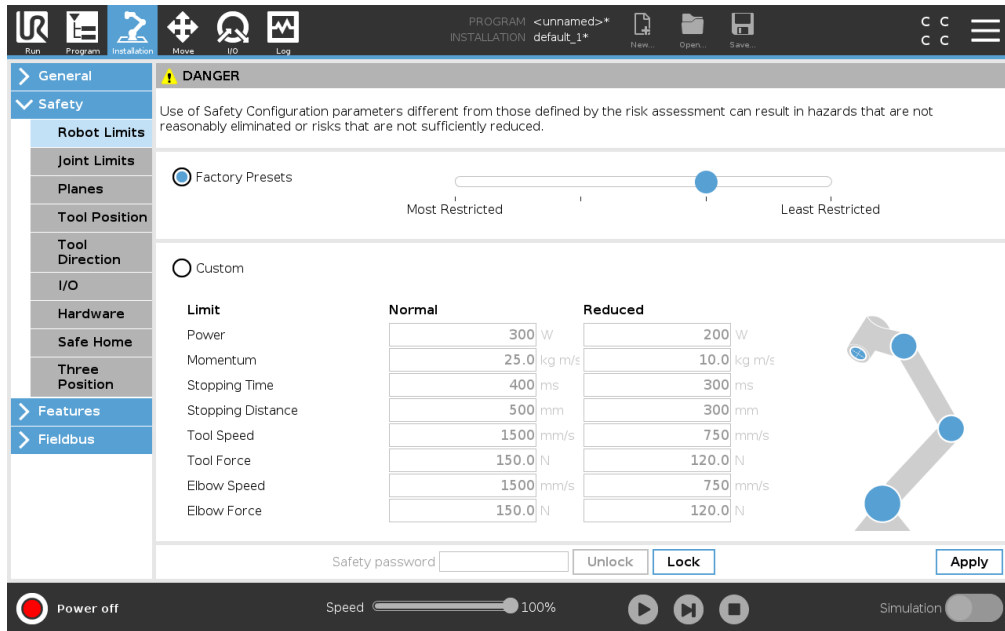 PROGRAM <unnamed>*
INSTALLATION default_1*
C C
C C
Run Program Installation Move I/O Log New... Open... Save...
General
Safety
Robot Limits
Joint Limits
Planes
Tool Position
Tool
Direction
I/O
Hardware
Safe Home
Three
Position
Features
Fieldbus
DANGER
Use of Safety Configuration parameters different from those defined by the risk assessment can result in hazards that are not
reasonably eliminated or risks that are not sufficiently reduced.
Factory Presets
Most Restricted Least Restricted
Custom
Limit Normal Reduced
Power 300 W 200 W
Momentum 25.0 kg m/s 10.0 kg m/s
Stopping Time 400 ms 300 ms
Stopping Distance 500 mm 300 mm
Tool Speed 1500 mm/s 750 mm/s
Tool Force 150.0 N 120.0 N
Elbow Speed 1500 mm/s 750 mm/s
Elbow Force 150.0 N 120.0 N
Safety password Unlock Lock Apply
Power off Speed 100% Simulation